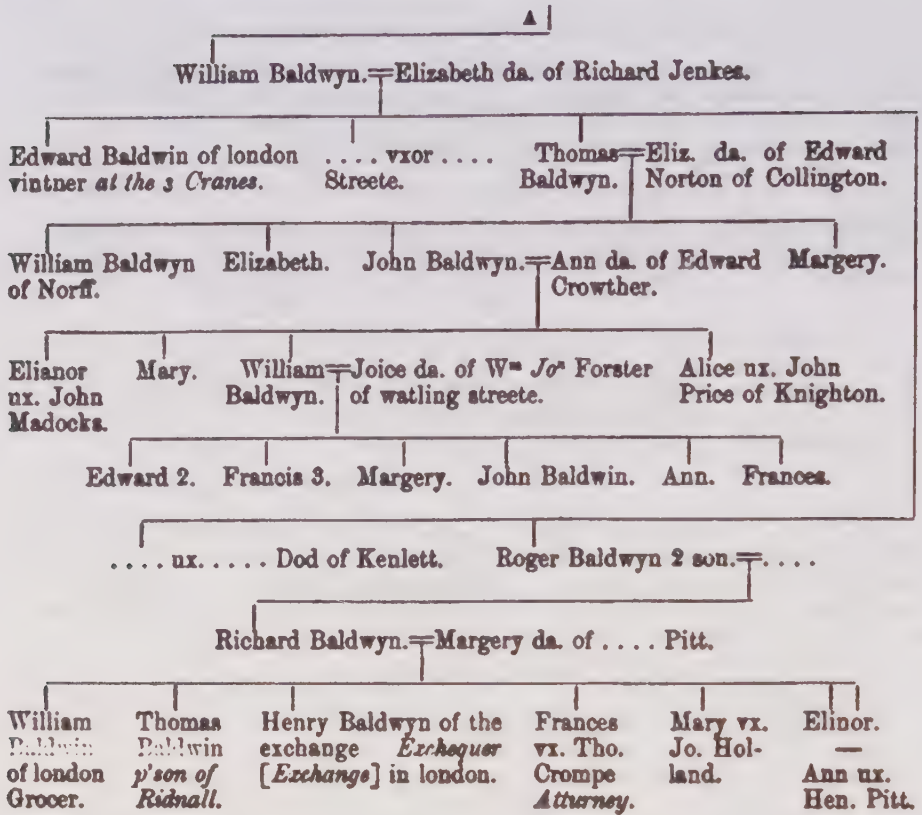 A
William Baldwyn.=Elizabeth da. of Richard Jenkes.
Edward Baldwin of london
vintner at the 3 Cranes.
. . . . vxor . . . .
Streete.
Thomas=Eliz. da. of Edward
Baldwyn. Norton of Collington.
William Baldwyn
of Norff.
Elizabeth.
John Baldwyn.=Ann da. of Edward
Crowther.
Margery.
Elianor
ux. John
Madocks.
Mary.
William=Joice da. of Wᵐ Joⁿ Forster
Baldwyn. of watling streete.
Alice ux. John
Price of Knighton.
Edward 2. Francis 3. Margery. John Baldwin. Ann. Frances.
. . . . ux. . . . . Dod of Kenlett. Roger Baldwyn 2 son.=. . . .
Richard Baldwyn.=Margery da. of . . . . Pitt.
William
Baldwin
of london
Grocer.
Thomas
Baldwin
p'son of
Ridnall.
Henry Baldwyn of the
exchange Exchequer
[Exchange] in london.
Frances
vx. Tho.
Crompe
Atturney.
Mary vx.
Jo. Hol-
land.
Elinor.
—
Ann ux.
Hen. Pitt.